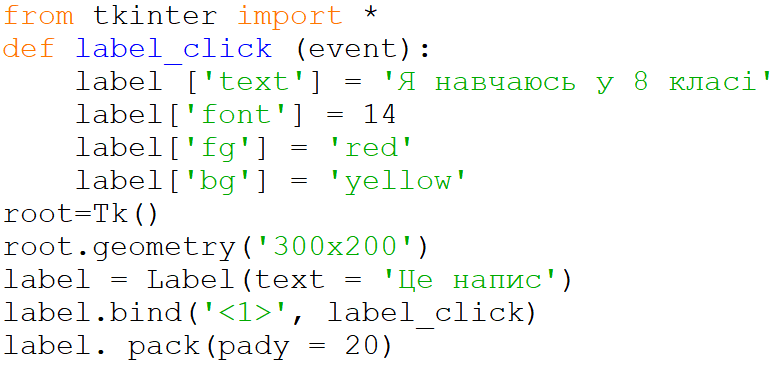 from tkinter import *
def label_click (event):
    label ['text'] = 'Я навчаюсь у 8 класі'
    label['font'] = 14
    label['fg'] = 'red'
    label['bg'] = 'yellow'
root=Tk()
root.geometry('300x200')
label = Label(text = 'Це напис')
label.bind('<1>', label_click)
label. pack(pady = 20)